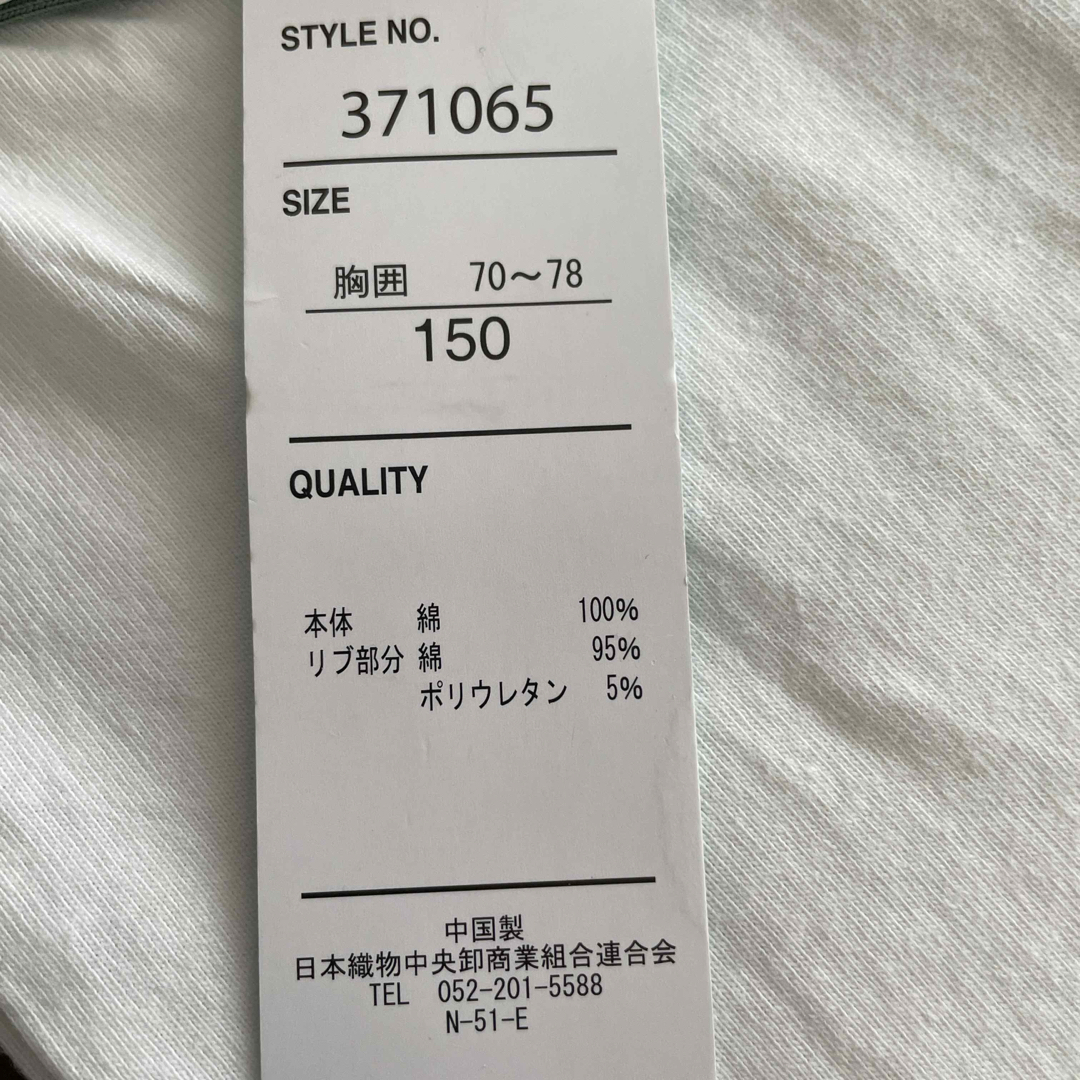 STYLE NO.
371065
SIZE
胸囲 70～78
150
QUALITY
本体 綿 100%
リブ部分 綿 95%
ポリウレタン 5%
中国製
日本織物中央卸商業組合連合会
TEL 052-201-5588
N-51-E